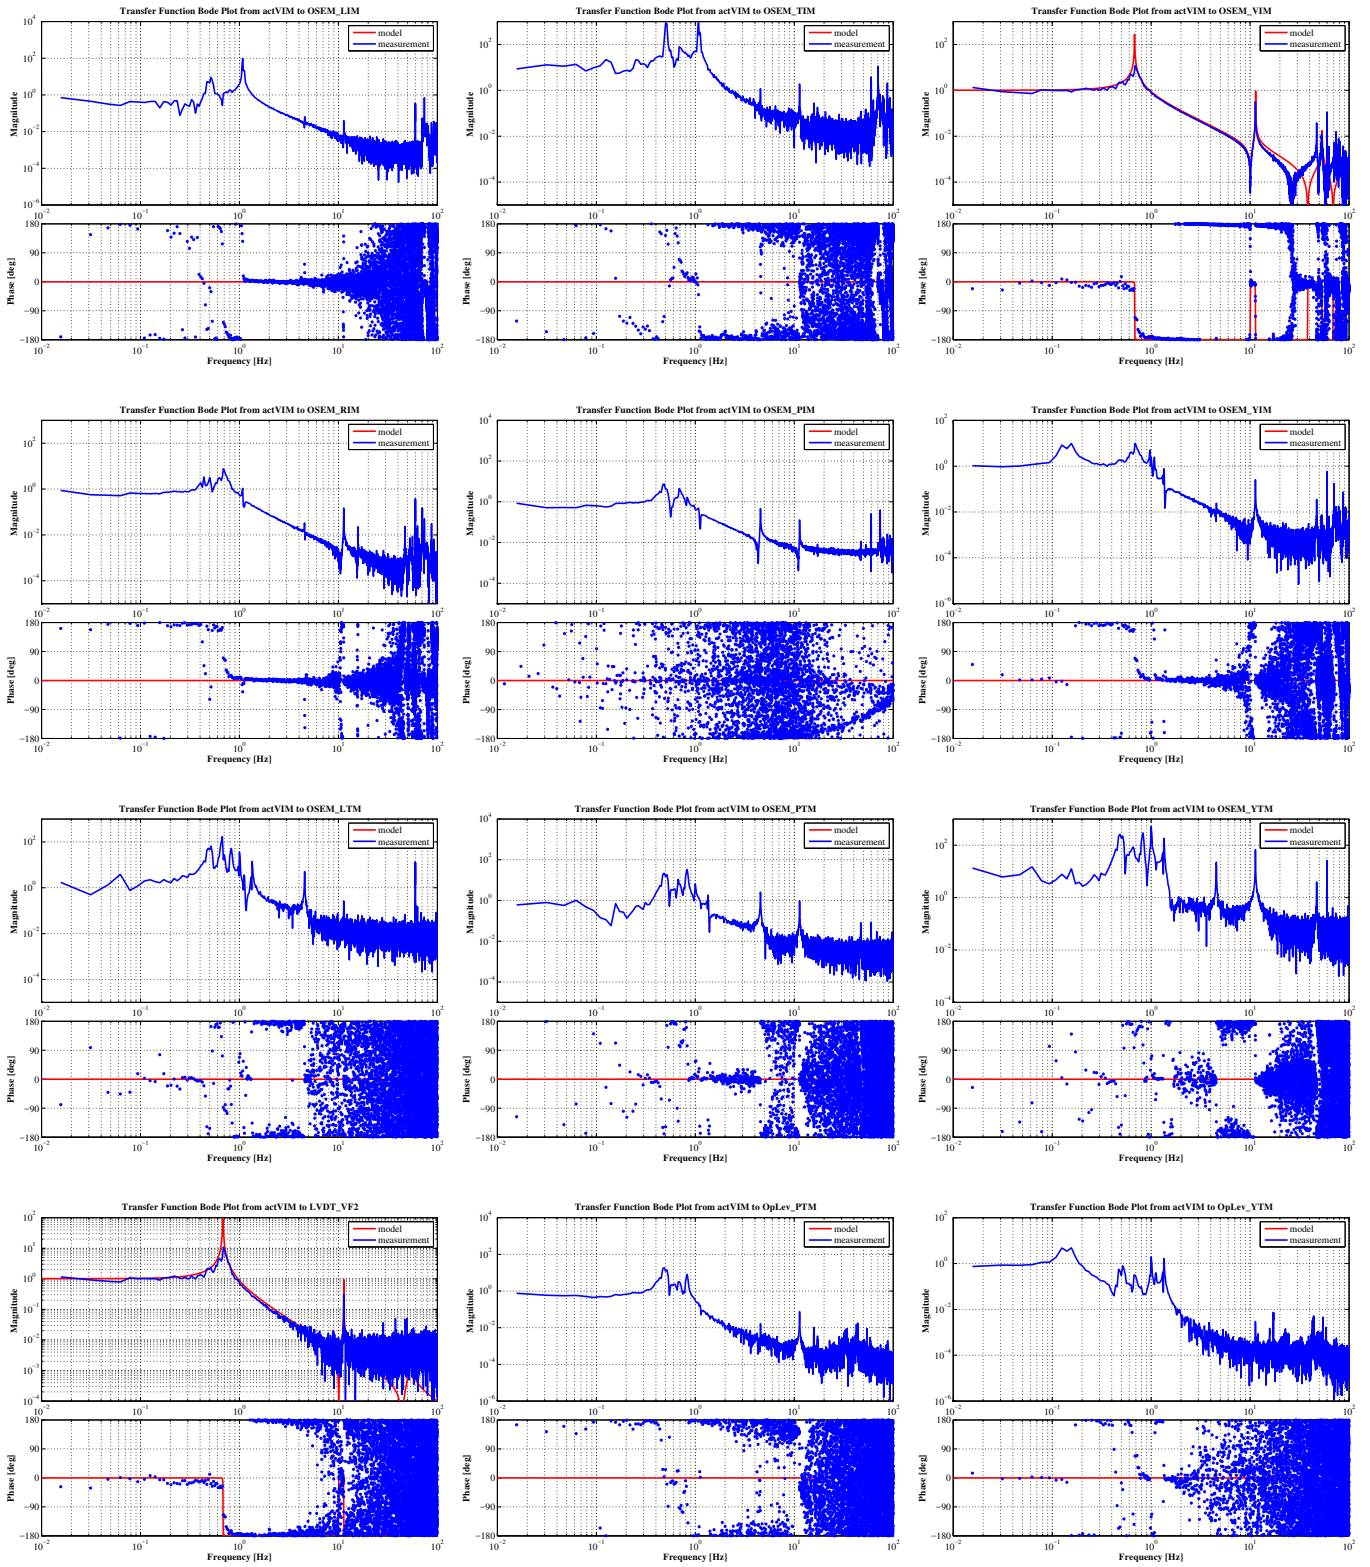 Transfer Function Bode Plot from actVIM to OSEM_LIM
model
measurement
Magnitude
Phase [deg]
Frequency [Hz]
Transfer Function Bode Plot from actVIM to OSEM_TIM
model
measurement
Magnitude
Phase [deg]
Frequency [Hz]
Transfer Function Bode Plot from actVIM to OSEM_VIM
model
measurement
Magnitude
Phase [deg]
Frequency [Hz]
Transfer Function Bode Plot from actVIM to OSEM_RIM
model
measurement
Magnitude
Phase [deg]
Frequency [Hz]
Transfer Function Bode Plot from actVIM to OSEM_PIM
model
measurement
Magnitude
Phase [deg]
Frequency [Hz]
Transfer Function Bode Plot from actVIM to OSEM_YIM
model
measurement
Magnitude
Phase [deg]
Frequency [Hz]
Transfer Function Bode Plot from actVIM to OSEM_LTM
model
measurement
Magnitude
Phase [deg]
Frequency [Hz]
Transfer Function Bode Plot from actVIM to OSEM_PTM
model
measurement
Magnitude
Phase [deg]
Frequency [Hz]
Transfer Function Bode Plot from actVIM to OSEM_YTM
model
measurement
Magnitude
Phase [deg]
Frequency [Hz]
Transfer Function Bode Plot from actVIM to LVDT_VF2
model
measurement
Magnitude
Phase [deg]
Frequency [Hz]
Transfer Function Bode Plot from actVIM to OpLev_PTM
model
measurement
Magnitude
Phase [deg]
Frequency [Hz]
Transfer Function Bode Plot from actVIM to OpLev_YTM
model
measurement
Magnitude
Phase [deg]
Frequency [Hz]